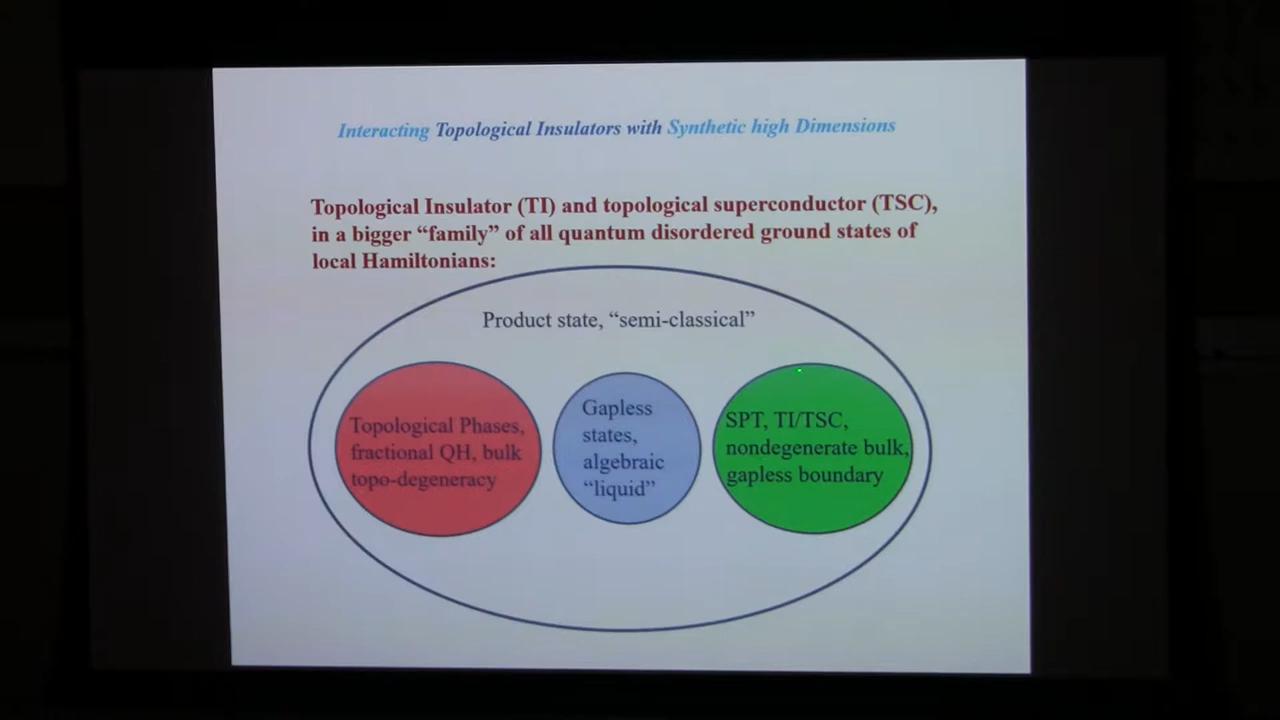 Interacting Topological Insulators with Synthetic high Dimensions
Topological Insulator (TI) and topological superconductor (TSC),
in a bigger “family” of all quantum disordered ground states of
local Hamiltonians:
Product state, “semi-classical”
Topological Phases,
fractional QH, bulk
topo-degeneracy
Gapless
states,
algebraic
“liquid”
SPT, TI/TSC,
nondegenerate bulk,
gapless boundary